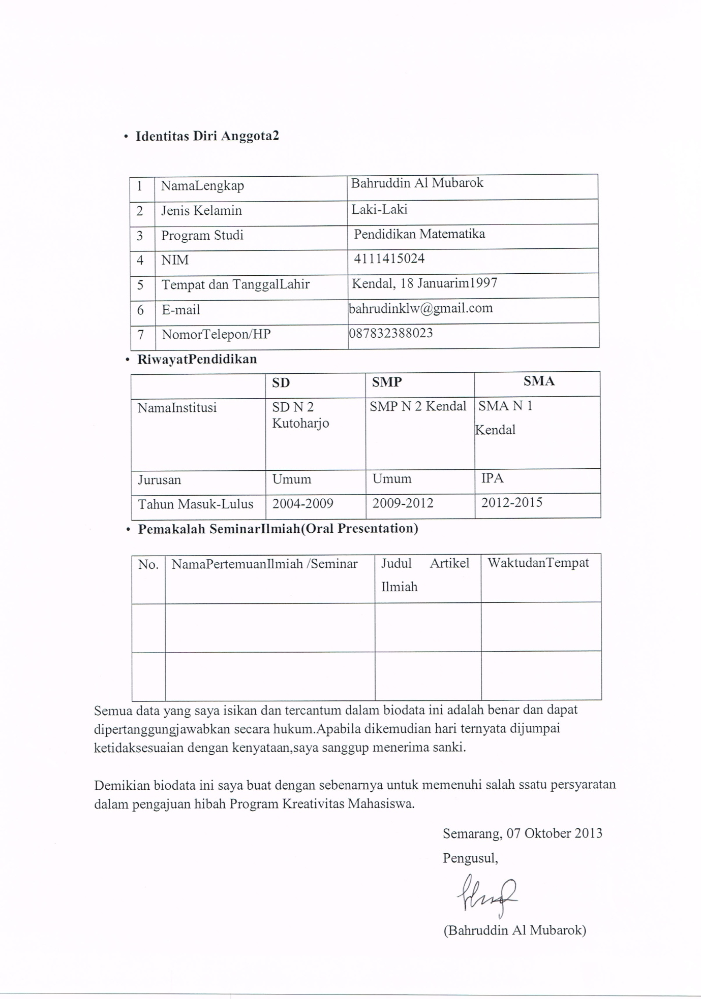 • Identitas Diri Anggota2
1 NamaLengkap Bahruddin Al Mubarok
2 Jenis Kelamin Laki-Laki
3 Program Studi Pendidikan Matematika
4 NIM 4111415024
5 Tempat dan TanggalLahir Kendal, 18 Januarim1997
6 E-mail bahrudinklw@gmail.com
7 NomorTelepon/HP 087832388023
• RiwayatPendidikan
SD SMP SMA
NamaInstitusi SD N 2 SMP N 2 Kendal SMA N 1
Kutoharjo Kendal
Jurusan Umum Umum IPA
Tahun Masuk-Lulus 2004-2009 2009-2012 2012-2015
• Pemakalah SeminarIlmiah(Oral Presentation)
No. NamaPertemuanIlmiah /Seminar Judul Artikel WaktudanTempat
Ilmiah
Semua data yang saya isikan dan tercantum dalam biodata ini adalah benar dan dapat
dipertanggungjawabkan secara hukum.Apabila dikemudian hari ternyata dijumpai
ketidaksesuaian dengan kenyataan,saya sanggup menerima sanki.
Demikian biodata ini saya buat dengan sebenarnya untuk memenuhi salah ssatu persyaratan
dalam pengajuan hibah Program Kreativitas Mahasiswa.
Semarang, 07 Oktober 2013
Pengusul,
(Bahruddin Al Mubarok)